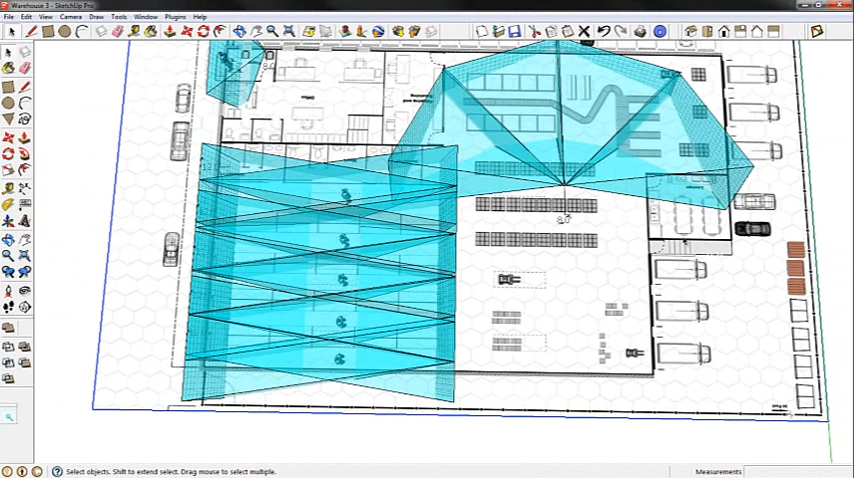 Warehouse 3 - SketchUp Pro
File Edit View Camera Draw Tools Window Plugins Help
Select objects. Shift to extend select. Drag mouse to select multiple.
Measurements